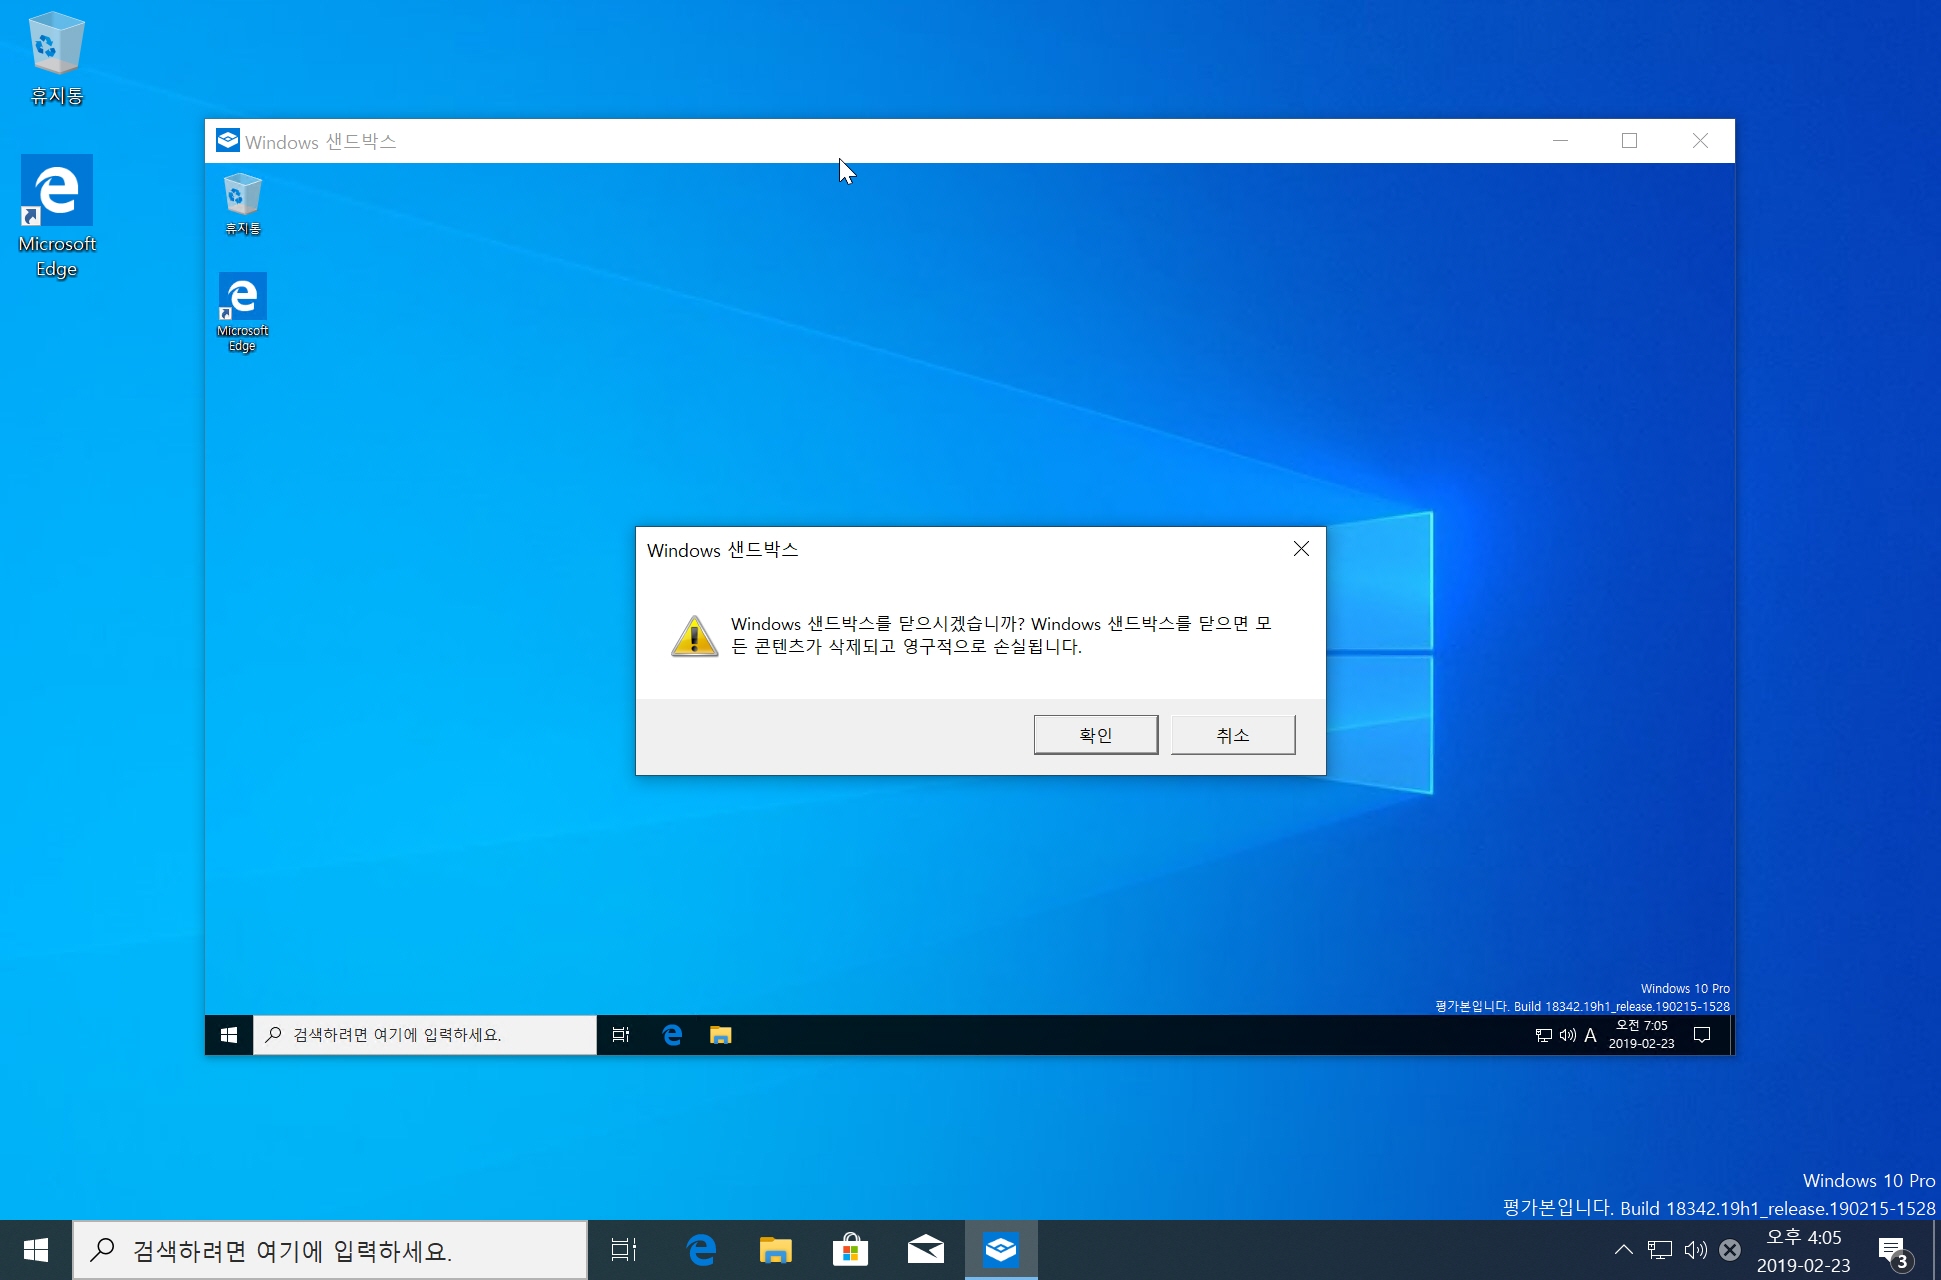 휴지통
Microsoft
Edge
Windows 샌드박스
휴지통
Microsoft
Edge
Windows 샌드박스
Windows 샌드박스를 닫으시겠습니까? Windows 샌드박스를 닫으면 모
든 콘텐츠가 삭제되고 영구적으로 손실됩니다.
확인
취소
Windows 10 Pro
평가본입니다. Build 18342.19h1_release.190215-1528
검색하려면 여기에 입력하세요.
A
오전 7:05
2019-02-23
Windows 10 Pro
평가본입니다. Build 18342.19h1_release.190215-1528
검색하려면 여기에 입력하세요.
오후 4:05
2019-02-23
3